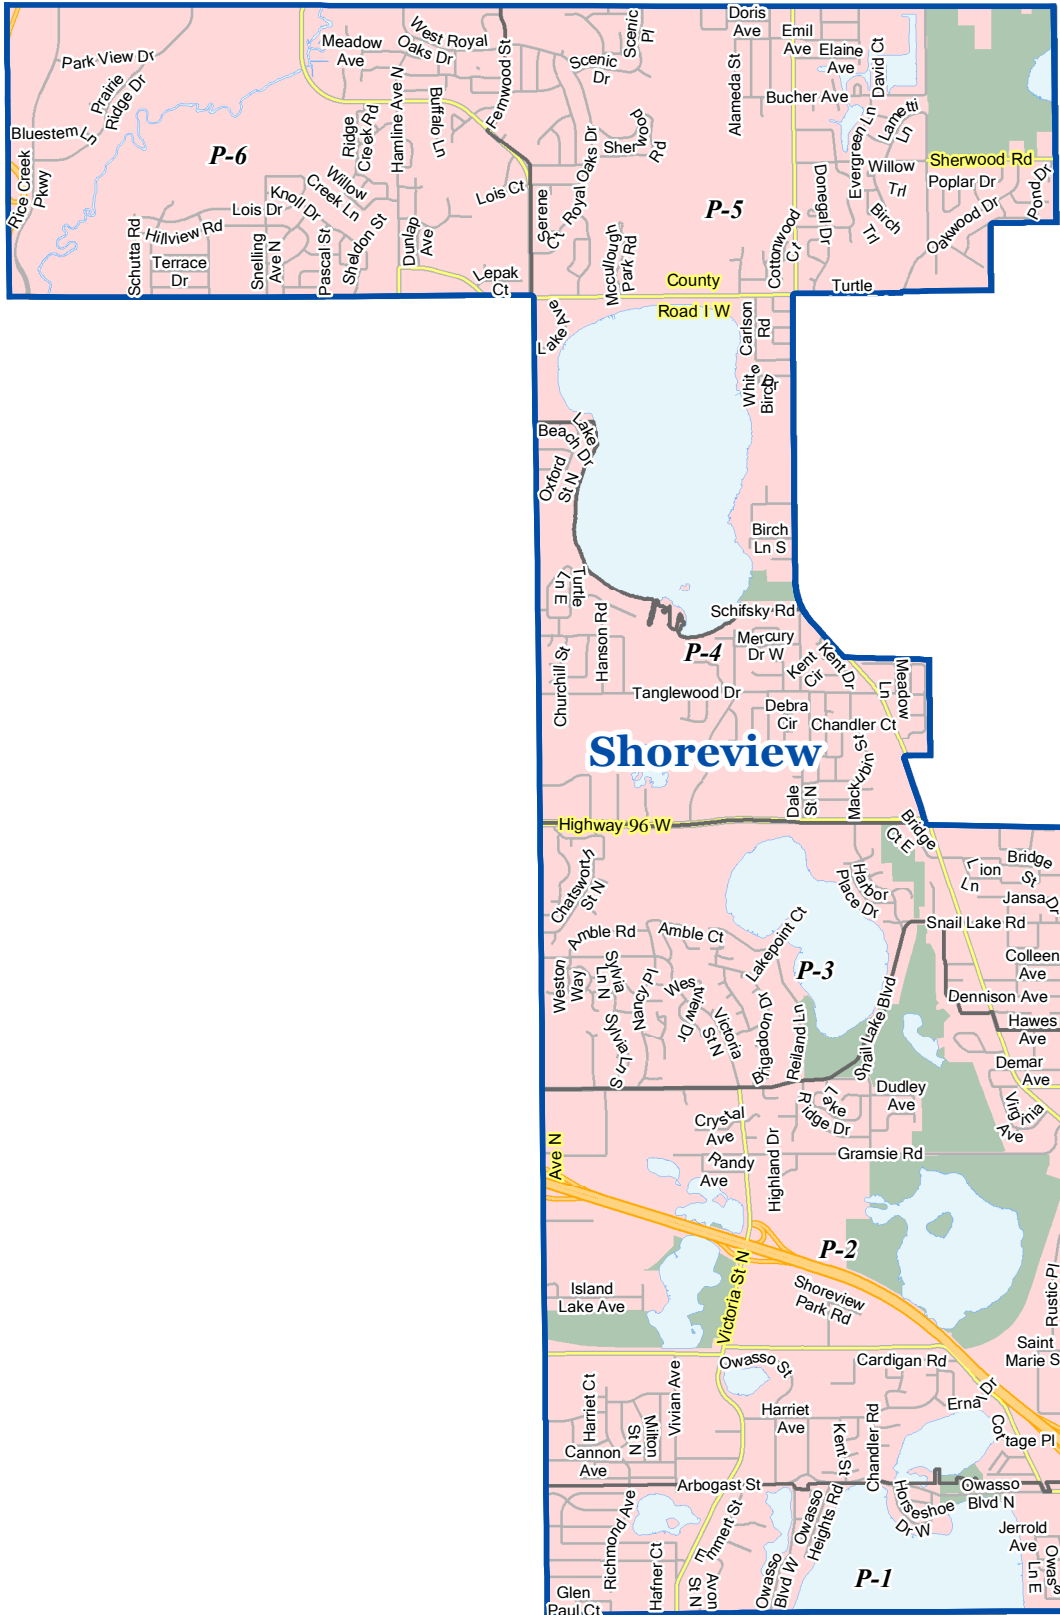 Park View Dr
Prairie
Ridge Dr
Bluestem Ln
Rice Creek
Pkwy
P-6
Meadow
Ave
West Royal
Oaks Dr
Fernwood St
Hamline Ave N
Buffalo Ln
Ridge
Creek Rd
Willow
Creek Ln
Knoll Dr
Lois Dr
Hillview Rd
Schutta Rd
Terrace
Dr
Snelling
Ave N
Pascal St
Sheldon St
Dunlap
Ave
Lois Ct
Lepak
Ct
Serene
Ct
Royal Oaks Dr
Scenic
Dr
Scenic
Pl
Sherwood
Rd
Mccullough
Park Rd
P-5
Doris
Ave
Alameda St
Emil
Ave
Elaine
Ave
David Ct
Bucher Ave
Evergreen Ln
Lametti
Ln
Willow
Trl
Birch
Trl
Donegal Dr
Cottonwood
Ct
Sherwood Rd
Poplar Dr
Oakwood Dr
Pond Dr
Turtle
County
Road I W
Lake Ave
Carlson
Rd
White
Birch
Dr
Lake
Beach Dr
Oxford
St N
Birch
Ln S
Turtle
Ln E
Hanson Rd
Churchill St
Schifsky Rd
Mercury
Dr W
P-4
Kent
Cir
Kent Dr
Meadow
Ln
Tanglewood Dr
Debra
Cir
Chandler Ct
Shoreview
Dale
St N
Mackubin St
Highway 96 W
Bridge
Ct E
Bridge
St
Lion
Ln
Jansa
Dr
Chatsworth
St N
Harbor
Place Dr
Snail Lake Rd
Amble Rd
Amble Ct
Lakepoint Ct
P-3
Colleen
Ave
Weston
Way
Sylvia
Ln N
Nancy Pl
Westview Dr
Victoria
St N
Brigadoon Dr
Reiland Ln
Snail Lake Blvd
Dennison Ave
Hawes
Ave
Demar
Ave
Sylvia Ln S
Virginia
Ave
Dudley
Ave
Lake
Ridge Dr
Crystal
Ave
Randy
Ave
Highland Dr
Gramsie Rd
Ave N
P-2
Island
Lake Ave
Victoria St N
Shoreview
Park Rd
Rustic Pl
Saint
Marie S
Owasso St
Cardigan Rd
Harriet Ct
Vivian Ave
Milton
St N
Cannon
Ave
Harriet
Ave
Kent St
Chandler Rd
Ernal Dr
Cottage Pl
Arbogast St
Owasso
Blvd N
Horseshoe
Dr W
Owasso
Heights Rd
Owasso
Blvd W
Emmert St
Richmond Ave
Hafner Ct
Avon
St N
Glen
Paul Ct
P-1
Jerrold
Ave
Owass
Ln E